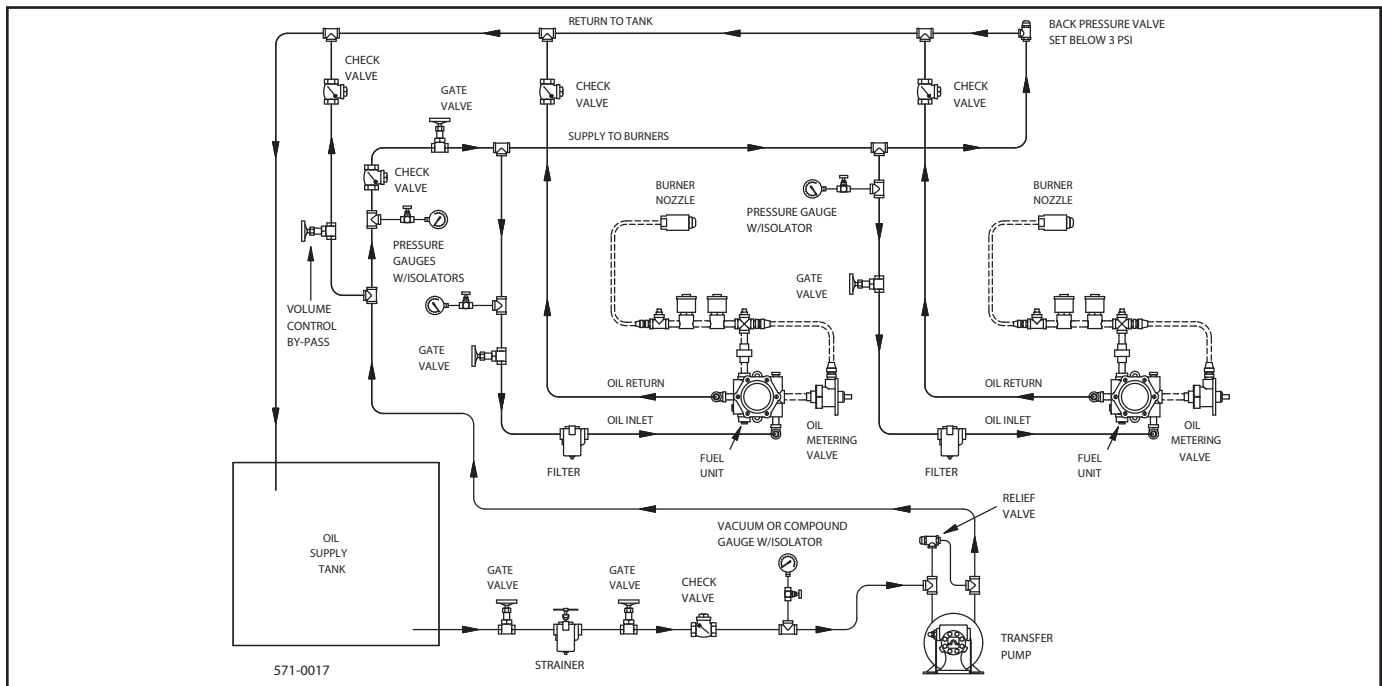 RETURN TO TANK
BACK PRESSURE VALVE
SET BELOW 3 PSI
CHECK
VALVE
GATE
VALVE
CHECK
VALVE
CHECK
VALVE
SUPPLY TO BURNERS
CHECK
VALVE
BURNER
NOZZLE
PRESSURE GAUGE
W/ISOLATOR
BURNER
NOZZLE
PRESSURE
GAUGES
W/ISOLATORS
GATE
VALVE
VOLUME
CONTROL
BY-PASS
GATE
VALVE
OIL RETURN
OIL INLET
OIL
METERING
VALVE
FUEL
UNIT
FILTER
OIL RETURN
OIL INLET
OIL
METERING
VALVE
FUEL
UNIT
FILTER
RELIEF
VALVE
VACUUM OR COMPOUND
GAUGE W/ISOLATOR
OIL
SUPPLY
TANK
GATE
VALVE
GATE
VALVE
CHECK
VALVE
STRAINER
TRANSFER
PUMP
571-0017